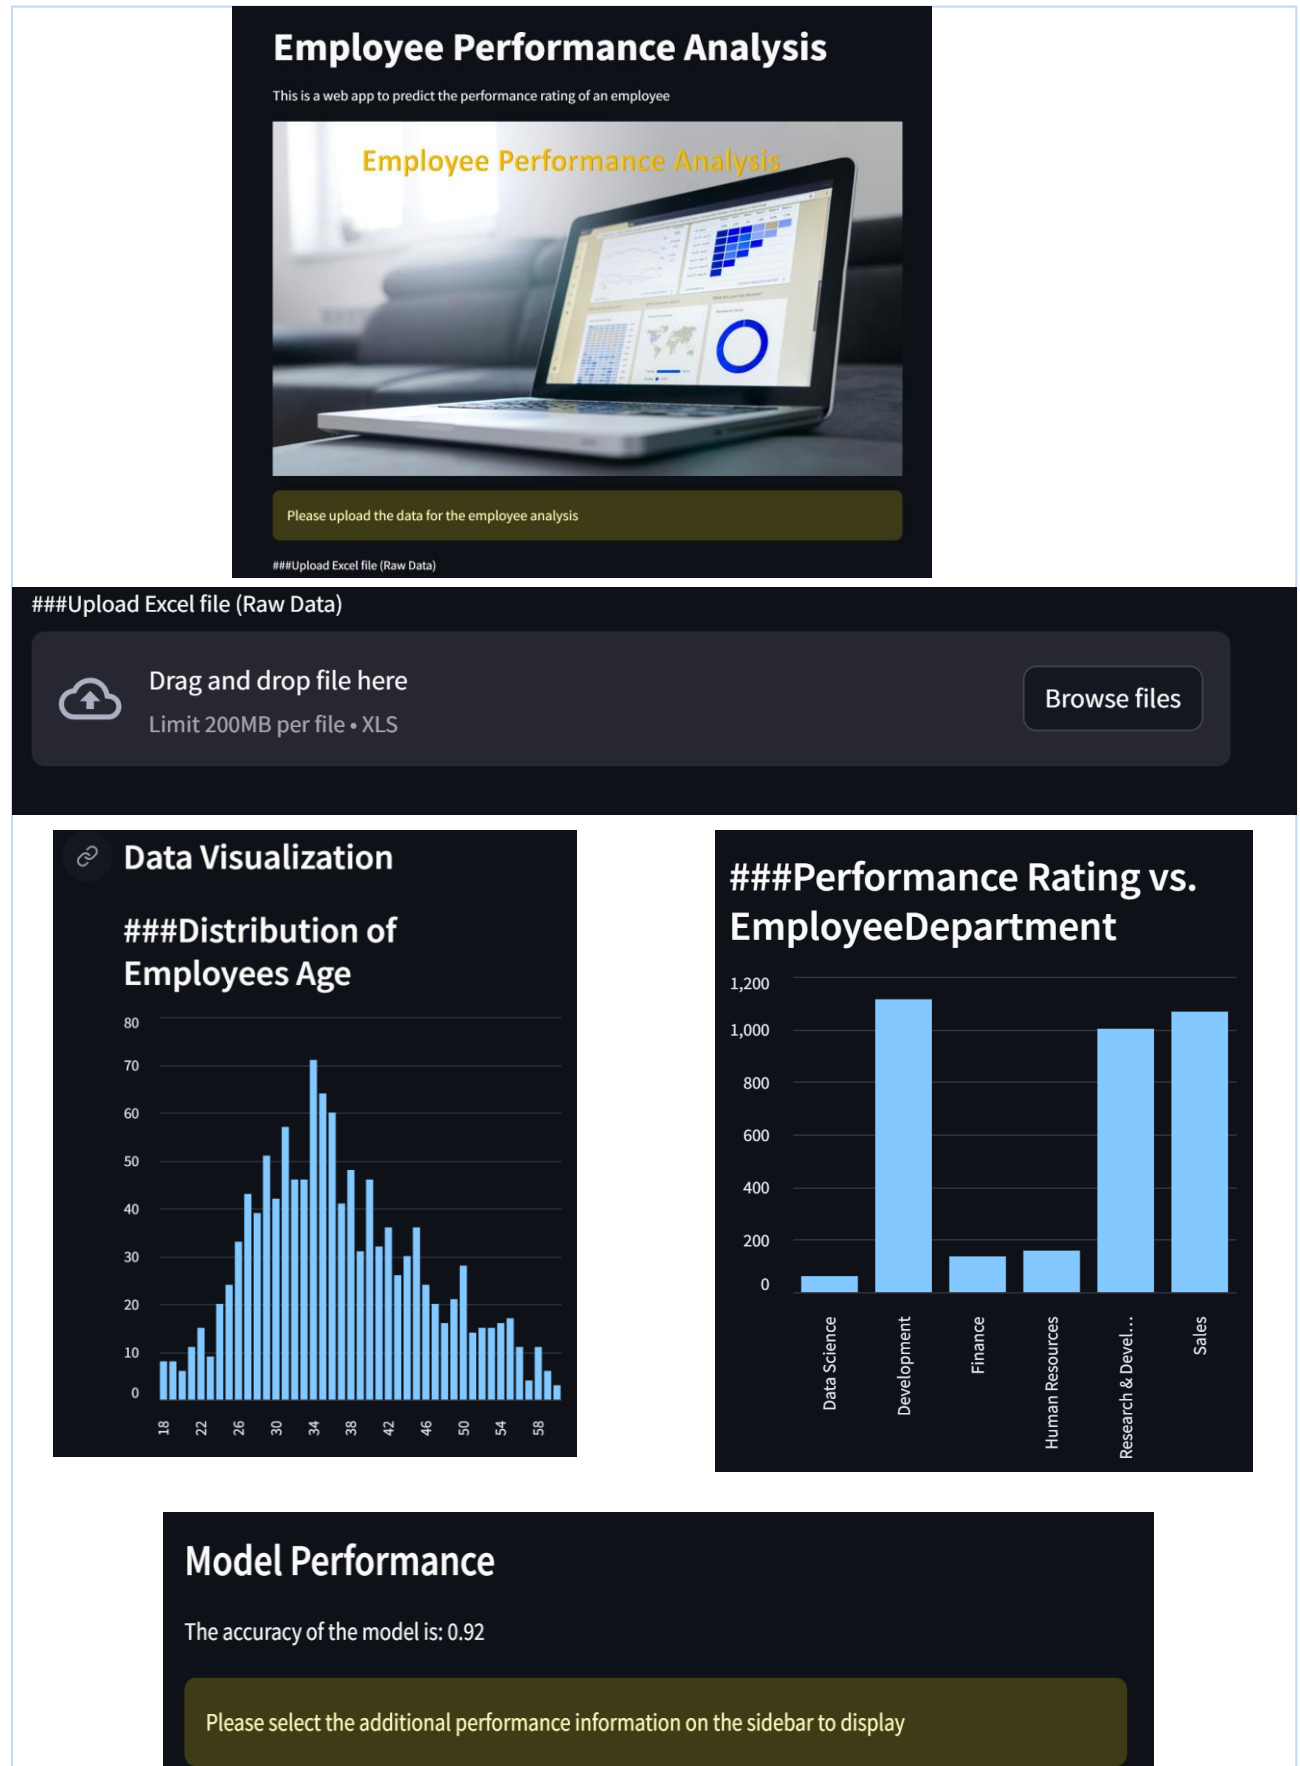 Employee Performance Analysis
This is a web app to predict the performance rating of an employee
Employee Performance Analysis
Please upload the data for the employee analysis
###Upload Excel file (Raw Data)
###Upload Excel file (Raw Data)
Drag and drop file here
Limit 200MB per file • XLS
Browse files
Data Visualization
###Distribution of
Employees Age
80
70
60
50
40
30
20
10
0
18
22
26
30
34
38
42
46
50
54
58
###Performance Rating vs.
EmployeeDepartment
1,200
1,000
800
600
400
200
0
Data Science
Development
Finance
Human Resources
Research & Devel...
Sales
Model Performance
The accuracy of the model is: 0.92
Please select the additional performance information on the sidebar to display